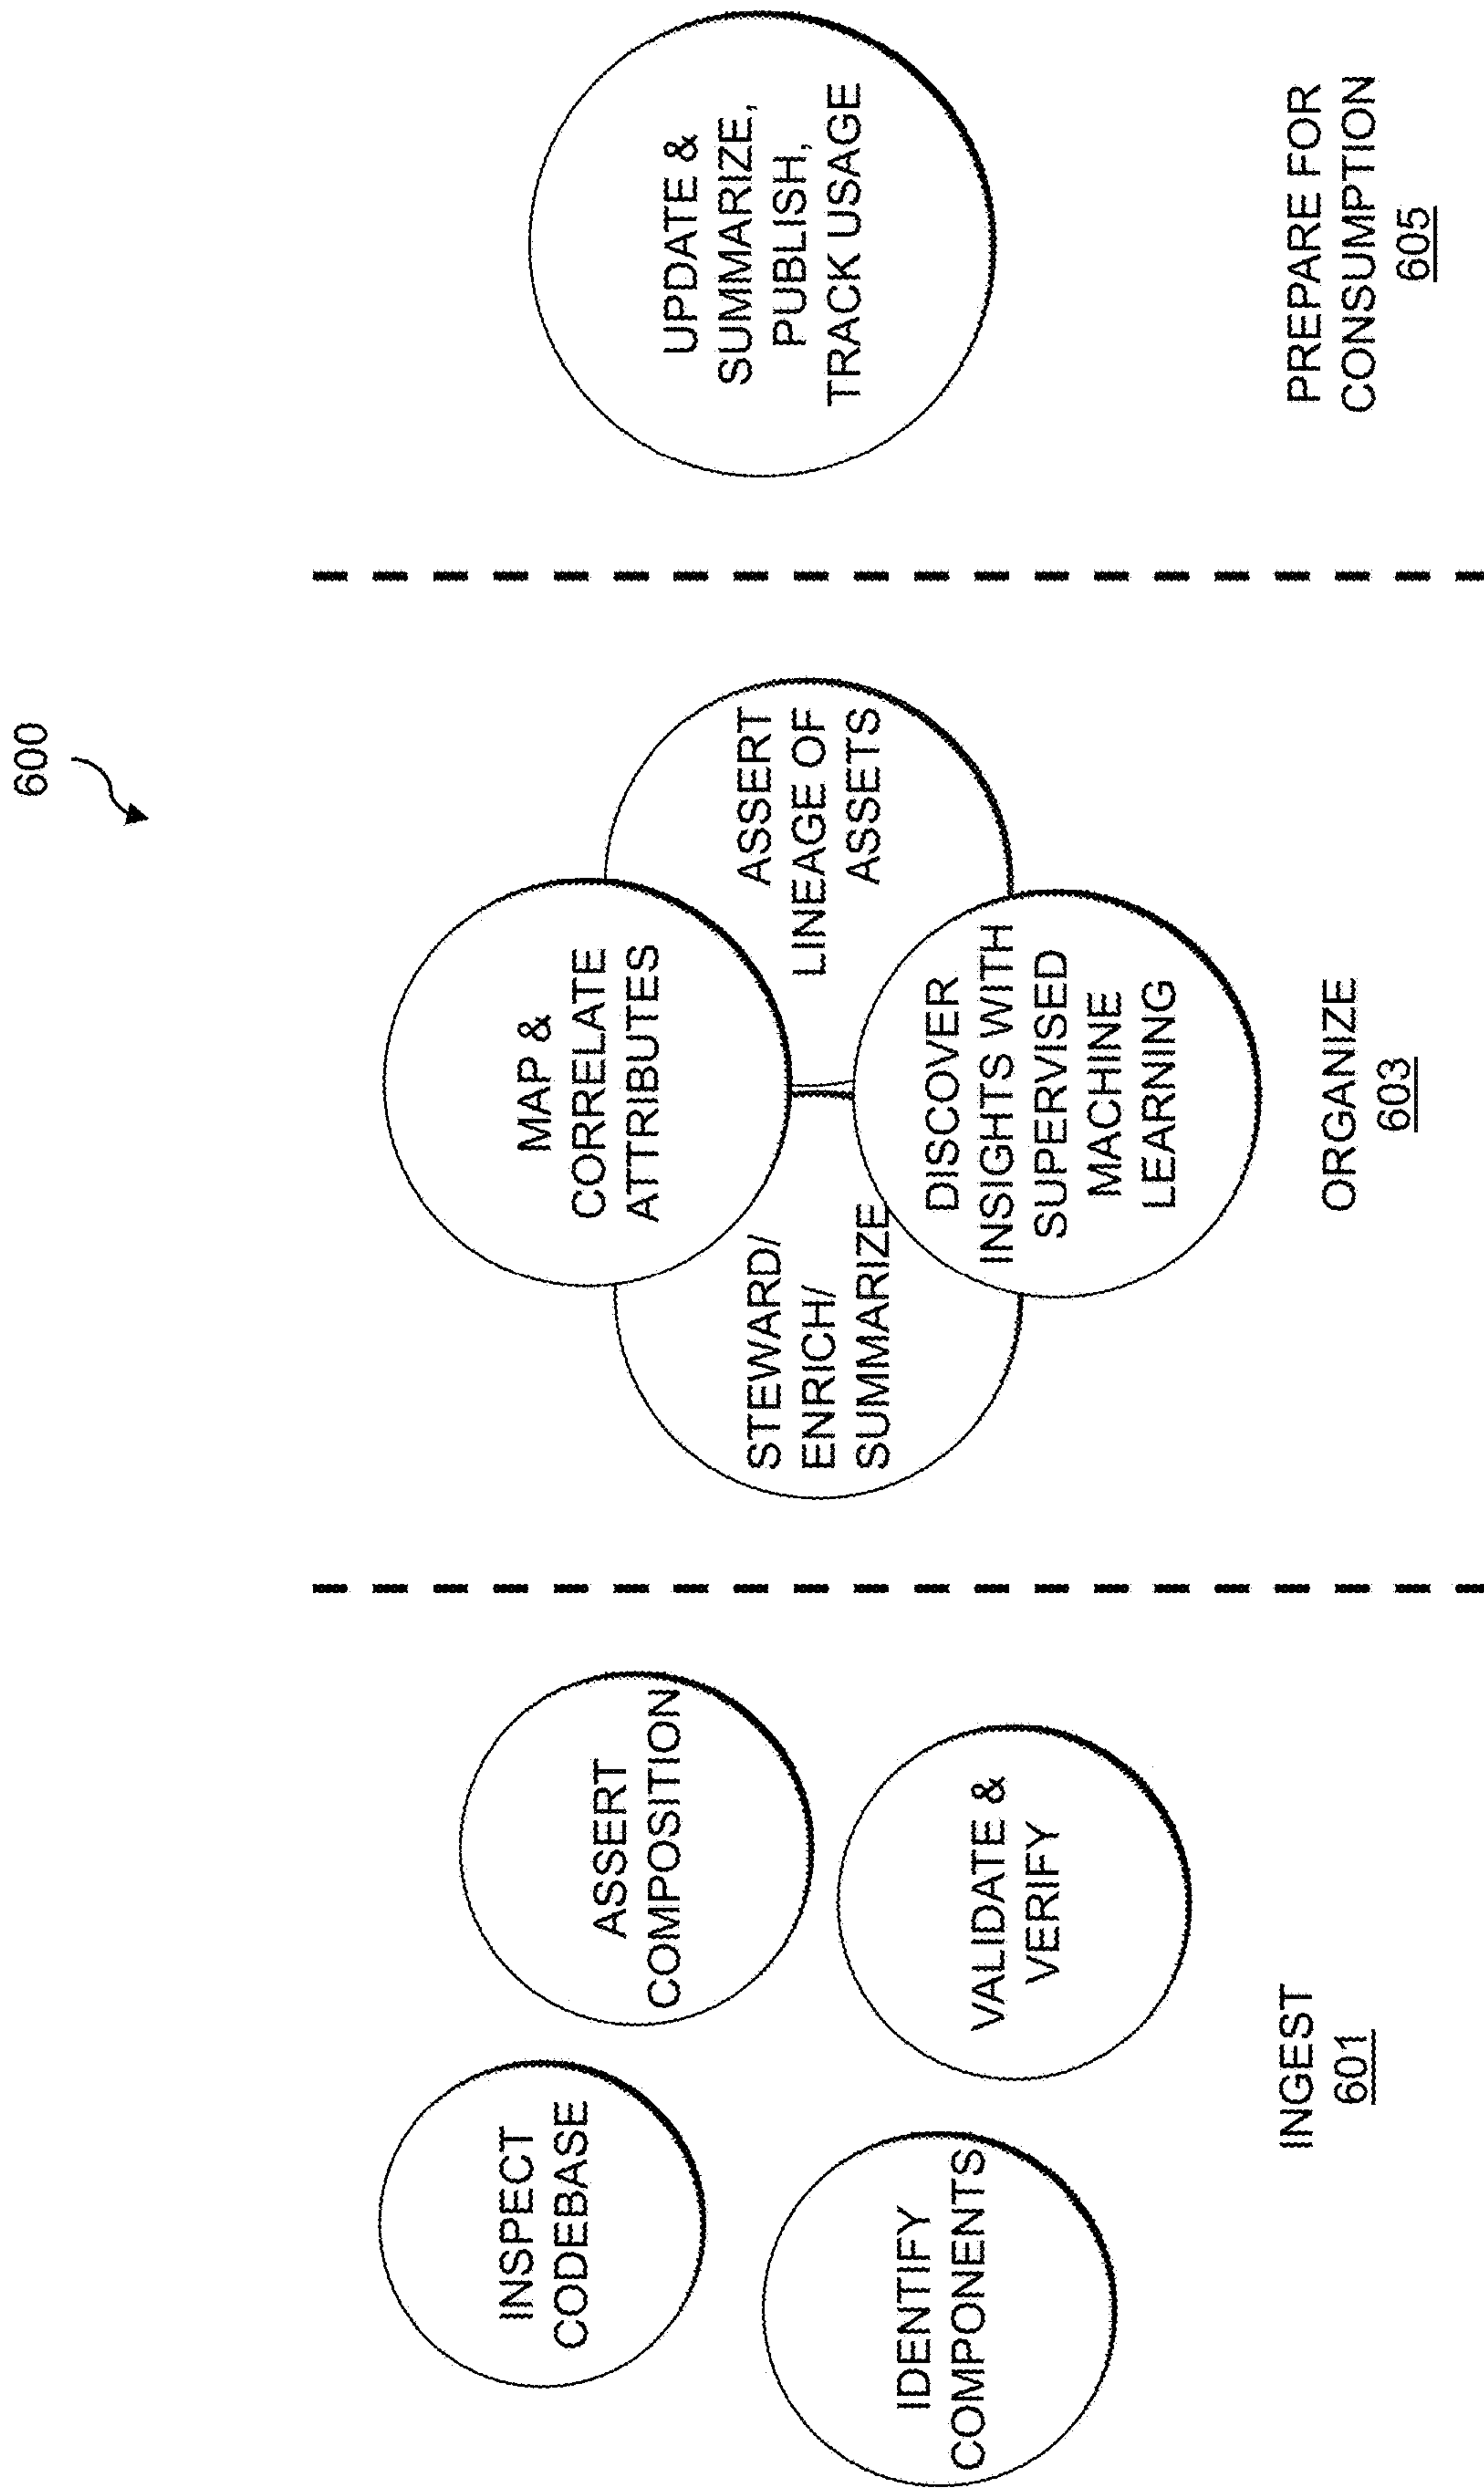 600
INSPECT
CODEBASE
ASSERT
COMPOSITION
IDENTIFY
COMPONENTS
VALIDATE &
VERIFY
INGEST
601
MAP &
CORRELATE
ATTRIBUTES
STEWARD/
ENRICH/
SUMMARIZE
ASSERT
LINEAGE OF
ASSETS
DISCOVER
INSIGHTS WITH
SUPERVISED
MACHINE
LEARNING
ORGANIZE
603
UPDATE &
SUMMARIZE,
PUBLISH,
TRACK USAGE
PREPARE FOR
CONSUMPTION
605